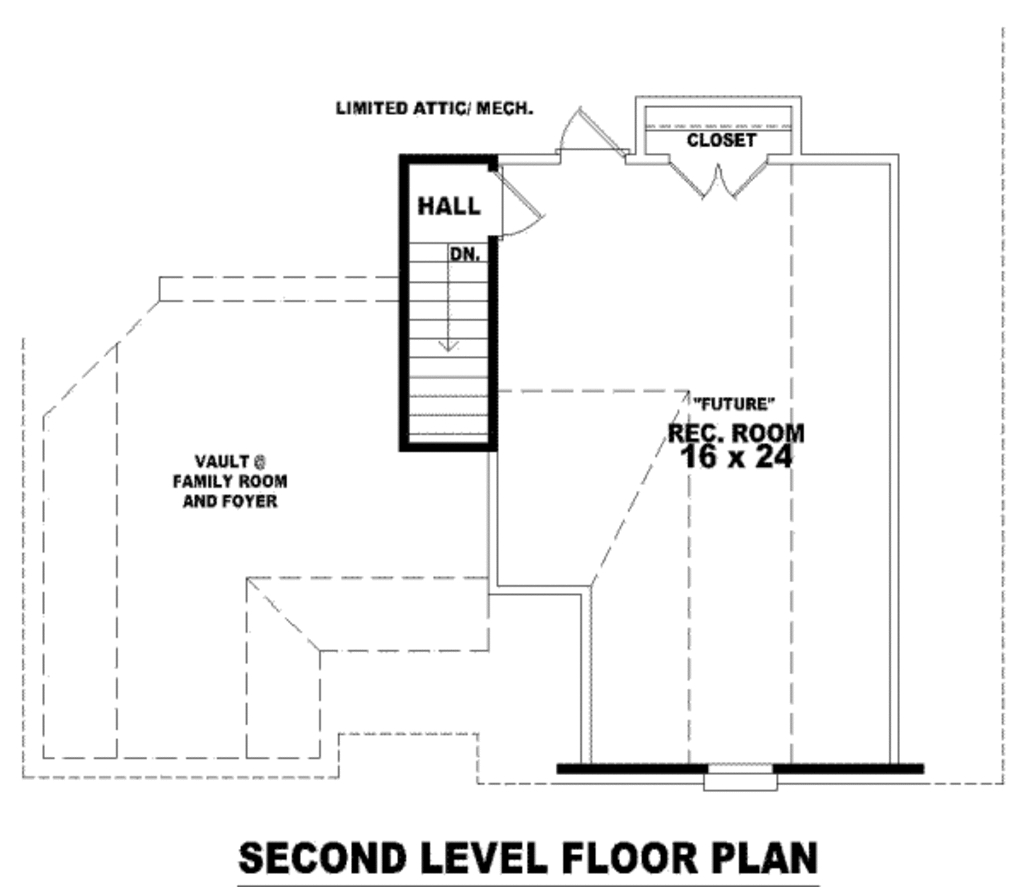 LIMITED ATTIC/ MECH.
CLOSET
HALL
DN.
"FUTURE"
REC. ROOM
16 x 24
VAULT @
FAMILY ROOM
AND FOYER
SECOND LEVEL FLOOR PLAN